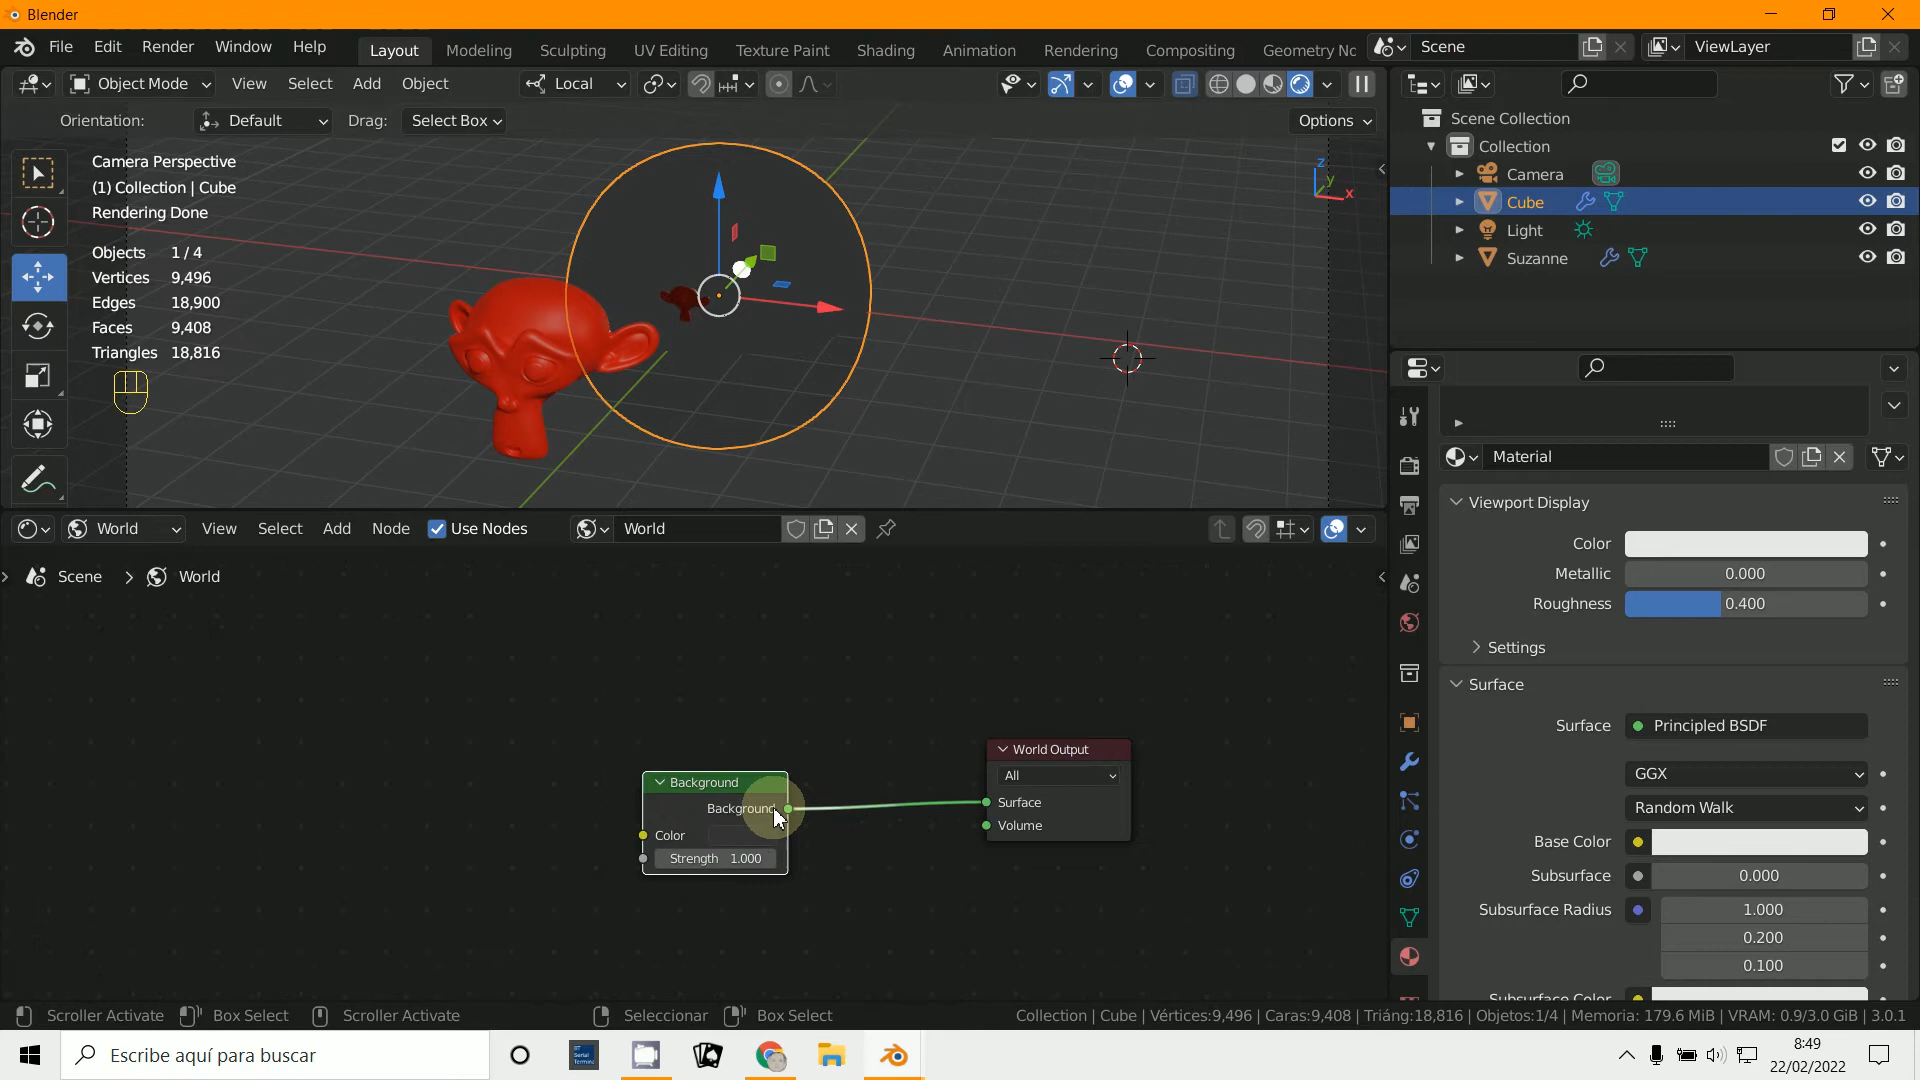 Blender
File Edit Render Window Help Layout Modeling Sculpting UV Editing Texture Paint Shading Animation Rendering Compositing Geometry Nc Scene ViewLayer
Object Mode View Select Add Object Local
Orientation: Default Drag: Select Box Options
Camera Perspective
(1) Collection | Cube
Rendering Done
Objects 1 / 4
Vertices 9,496
Edges 18,900
Faces 9,408
Triangles 18,816
z
y
x
Scene Collection
Collection
Camera
Cube
Light
Suzanne
Material
Viewport Display
Color
Metallic 0.000
Roughness 0.400
Settings
Surface
Surface Principled BSDF
GGX
Random Walk
Base Color
Subsurface 0.000
Subsurface Radius 1.000
0.200
0.100
Subsurface Color
World View Select Add Node Use Nodes World
Scene > World
Background
Background
Color
Strength 1.000
World Output
All
Surface
Volume
Scroller Activate Box Select Scroller Activate Seleccionar Box Select Collection | Cube | Vértices:9,496 | Caras:9,408 | Triáng:18,816 | Objetos:1/4 | Memoria: 179.6 MiB | VRAM: 0.9/3.0 GiB | 3.0.1
Escribe aquí para buscar
8:49
22/02/2022